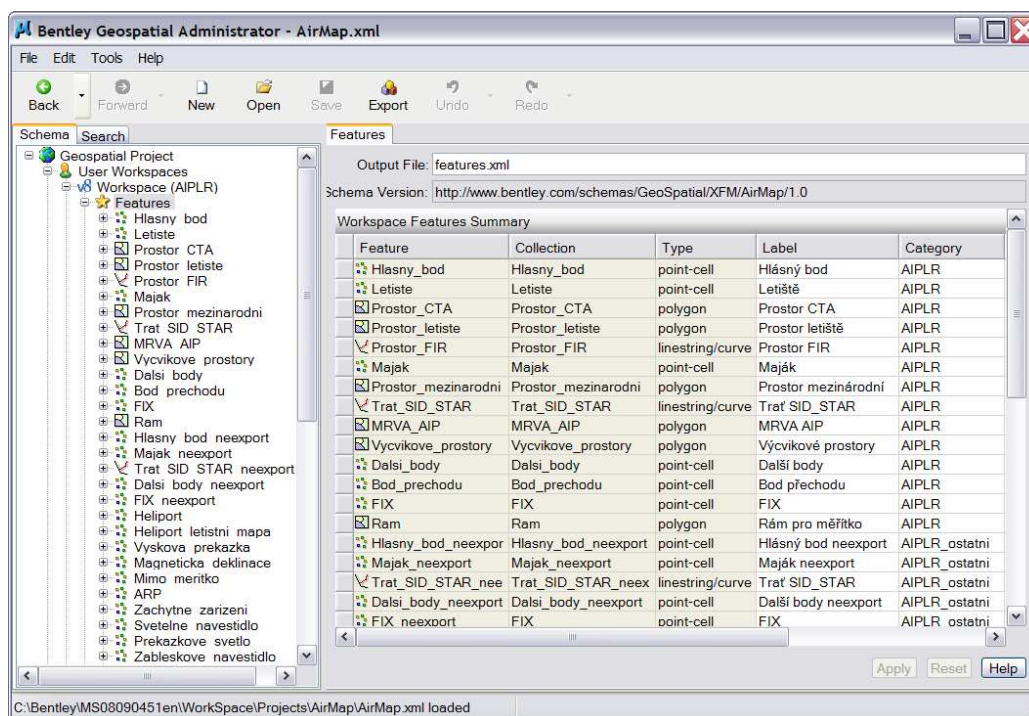 Bentley Geospatial Administrator - AirMap.xml
File Edit Tools Help
Back Forward New Open Save Export Undo Redo
Schema Search
Geospatial Project
User Workspaces
Workspace (AIPLR)
Features
Hlasny bod
Letiste
Prostor CTA
Prostor letiste
Prostor FIR
Majak
Prostor mezinarodni
Trat SID STAR
MRVA AIP
Vycvikove prostory
Dalsi body
Bod prechodu
FIX
Ram
Hlasny bod neexport
Majak neexport
Trat SID STAR neexport
Dalsi body neexport
FIX neexport
Heliport
Heliport letistni mapa
Vyskova prekazka
Magneticka deklinace
Mimo meritko
ARP
Zachytne zarizeni
Svetelne navestidlo
Prekazkove svetlo
Zableskove navestidlo
Features
Output File: features.xml
Schema Version: http://www.bentley.com/schemas/GeoSpatial/XFM/AirMap/1.0
Workspace Features Summary
Feature Collection Type Label Category
Hlasny_bod Hlasny_bod point-cell Hlásný bod AIPLR
Letiste Letiste point-cell Letiště AIPLR
Prostor_CTA Prostor_CTA polygon Prostor CTA AIPLR
Prostor_letiste Prostor_letiste polygon Prostor letiště AIPLR
Prostor_FIR Prostor_FIR linestring/curve Prostor FIR AIPLR
Majak Majak point-cell Maják AIPLR
Prostor_mezinarodni Prostor_mezinarodni polygon Prostor mezinárodní AIPLR
Trat_SID_STAR Trat_SID_STAR linestring/curve Trať SID_STAR AIPLR
MRVA_AIP MRVA_AIP polygon MRVA AIP AIPLR
Vycvikove_prostory Vycvikove_prostory polygon Výcvikové prostory AIPLR
Dalsi_body Dalsi_body point-cell Další body AIPLR
Bod_prechodu Bod_prechodu point-cell Bod přechodu AIPLR
FIX FIX point-cell FIX AIPLR
Ram Ram polygon Rám pro měřítko AIPLR
Hlasny_bod_neexpor Hlasny_bod_neexport point-cell Hlásný bod neexport AIPLR_ostatni
Majak_neexport Majak_neexport point-cell Maják neexport AIPLR_ostatni
Trat_SID_STAR_nee Trat_SID_STAR_neex linestring/curve Trať SID_STAR AIPLR_ostatni
Dalsi_body_neexport Dalsi_body_neexport point-cell Další body neexport AIPLR_ostatni
FIX_neexport FIX point-cell FIX AIPLR_ostatni
Apply Reset Help
C:\Bentley\MS08090451en\WorkSpace\Projects\AirMap\AirMap.xml loaded